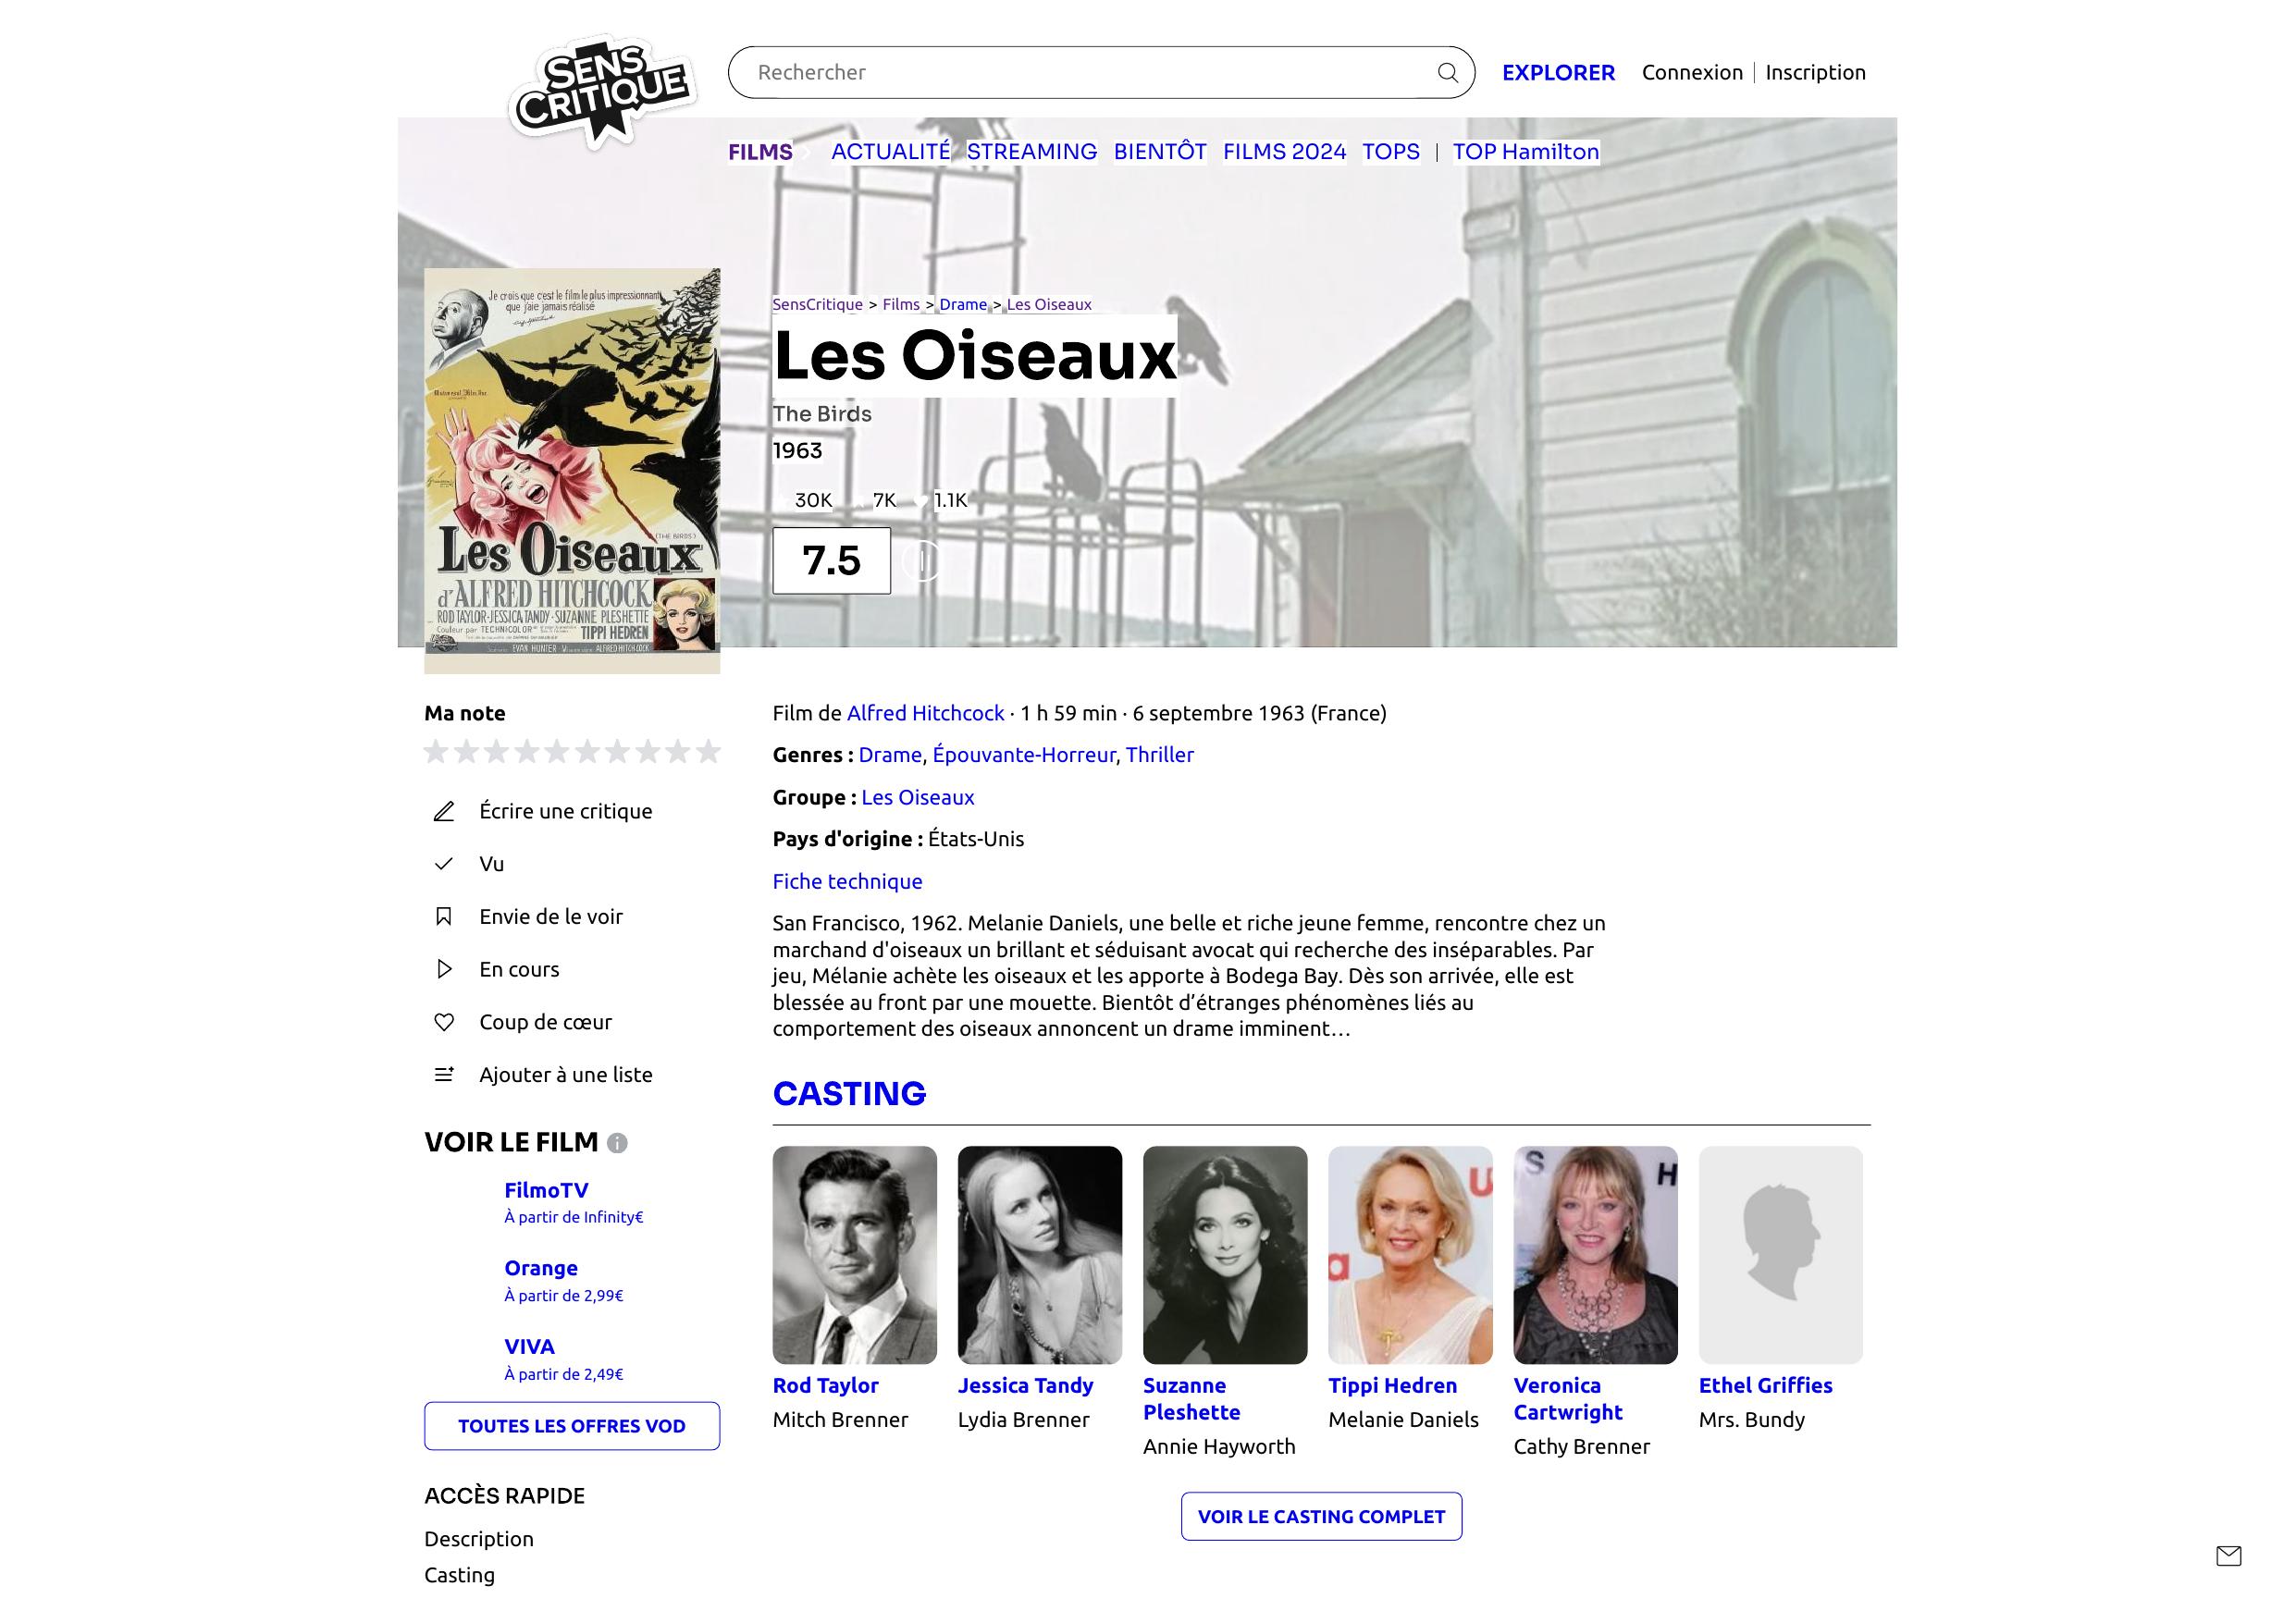 SENS
CRITIQUE
Rechercher
EXPLORER
Connexion | Inscription
FILMS ACTUALITÉ STREAMING BIENTÔT FILMS 2024 TOPS | TOP Hamilton
Je crois que c'est le film le plus impressionnant
que j'aie jamais réalisé
(THE BIRDS)
Les Oiseaux
d'ALFRED HITCHCOCK
ROD TAYLOR · JESSICA TANDY · SUZANNE PLESHETTE
Couleur par TECHNICOLOR
TIPPI HEDREN
EVAN HUNTER
ALFRED HITCHCOCK
SensCritique > Films > Drame > Les Oiseaux
Les Oiseaux
The Birds
1963
30K 7K 1.1K
7.5
Ma note
Écrire une critique
Vu
Envie de le voir
En cours
Coup de cœur
Ajouter à une liste
VOIR LE FILM
FilmoTV
À partir de Infinity€
Orange
À partir de 2,99€
VIVA
À partir de 2,49€
TOUTES LES OFFRES VOD
ACCÈS RAPIDE
Description
Casting
Film de Alfred Hitchcock · 1 h 59 min · 6 septembre 1963 (France)
Genres : Drame, Épouvante-Horreur, Thriller
Groupe : Les Oiseaux
Pays d'origine : États-Unis
Fiche technique
San Francisco, 1962. Melanie Daniels, une belle et riche jeune femme, rencontre chez un
marchand d'oiseaux un brillant et séduisant avocat qui recherche des inséparables. Par
jeu, Mélanie achète les oiseaux et les apporte à Bodega Bay. Dès son arrivée, elle est
blessée au front par une mouette. Bientôt d’étranges phénomènes liés au
comportement des oiseaux annoncent un drame imminent…
CASTING
Rod Taylor
Mitch Brenner
Jessica Tandy
Lydia Brenner
Suzanne
Pleshette
Annie Hayworth
Tippi Hedren
Melanie Daniels
Veronica
Cartwright
Cathy Brenner
Ethel Griffies
Mrs. Bundy
VOIR LE CASTING COMPLET